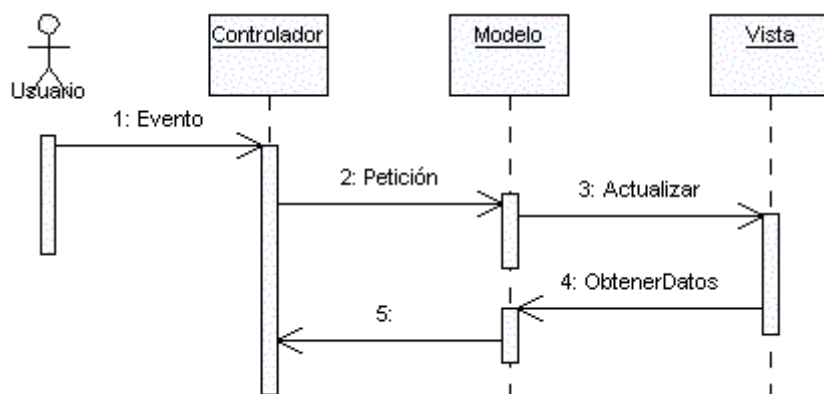 Controlador
Modelo
Vista
Usuario
1: Evento
2: Petición
3: Actualizar
4: ObtenerDatos
5: